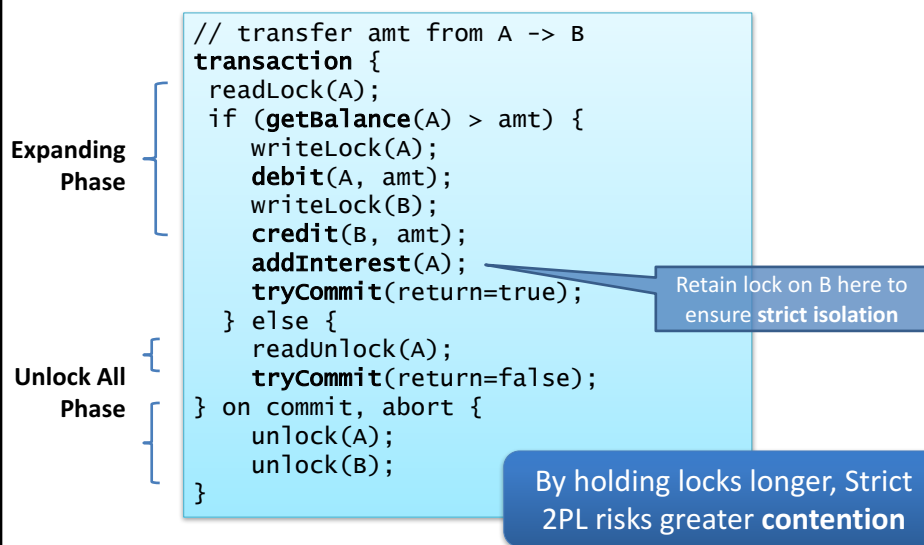 // transfer amt from A -> B
transaction {
readLock(A);
if (getBalance(A) > amt) {
writeLock(A);
debit(A, amt);
writeLock(B);
credit(B, amt);
addInterest(A);
tryCommit(return=true);
} else {
readUnlock(A);
tryCommit(return=false);
} on commit, abort {
unlock(A);
unlock(B);
}
Expanding
Phase
Unlock All
Phase
Retain lock on B here to
ensure strict isolation
By holding locks longer, Strict
2PL risks greater contention